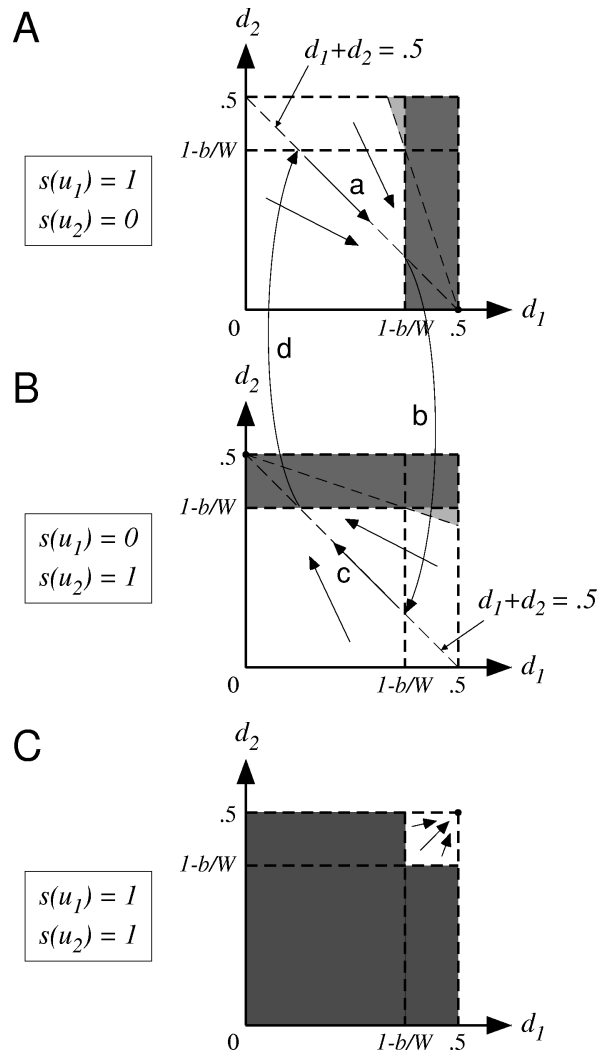 A
d2
d1+d2 = .5
.5
1-b/W
a
s(u1) = 1
s(u2) = 0
0
1-b/W
.5
d1
d
B
d2
b
.5
1-b/W
s(u1) = 0
s(u2) = 1
c
d1+d2 = .5
0
1-b/W
.5
d1
C
d2
.5
1-b/W
s(u1) = 1
s(u2) = 1
0
1-b/W
.5
d1